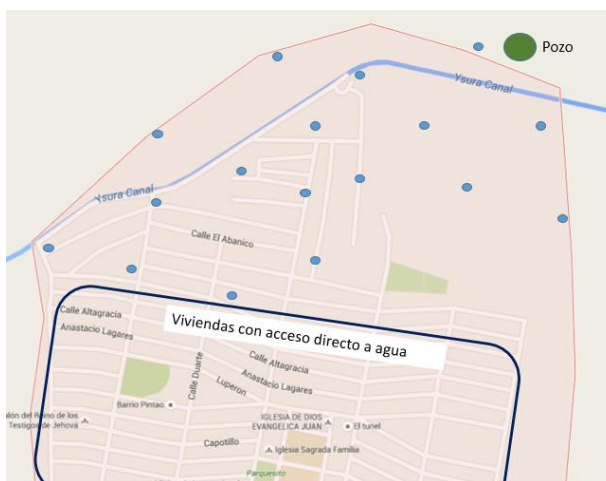 Pozo
Ysura Canal
Ysura Canal
Calle El Abanico
Viviendas con acceso directo a agua
Calle Altagracia
Anastacio Lagares
Calle Altagracia
Anastacio Lagares
Luperon
Calle Duarte
Barrio Pintao
alón del Reino de los
Testigos de Jehová
IGLESIA DE DIOS
EVANGELICA JUAN
El tunel
Capotillo
Iglesia Sagrada Familia
Parquesito